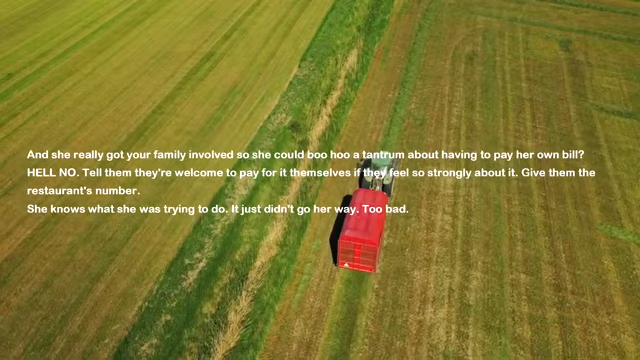 And she really got your family involved so she could boo hoo a tantrum about having to pay her own bill?
HELL NO. Tell them they're welcome to pay for it themselves if they feel so strongly about it. Give them the
restaurant's number.
She knows what she was trying to do. It just didn't go her way. Too bad.